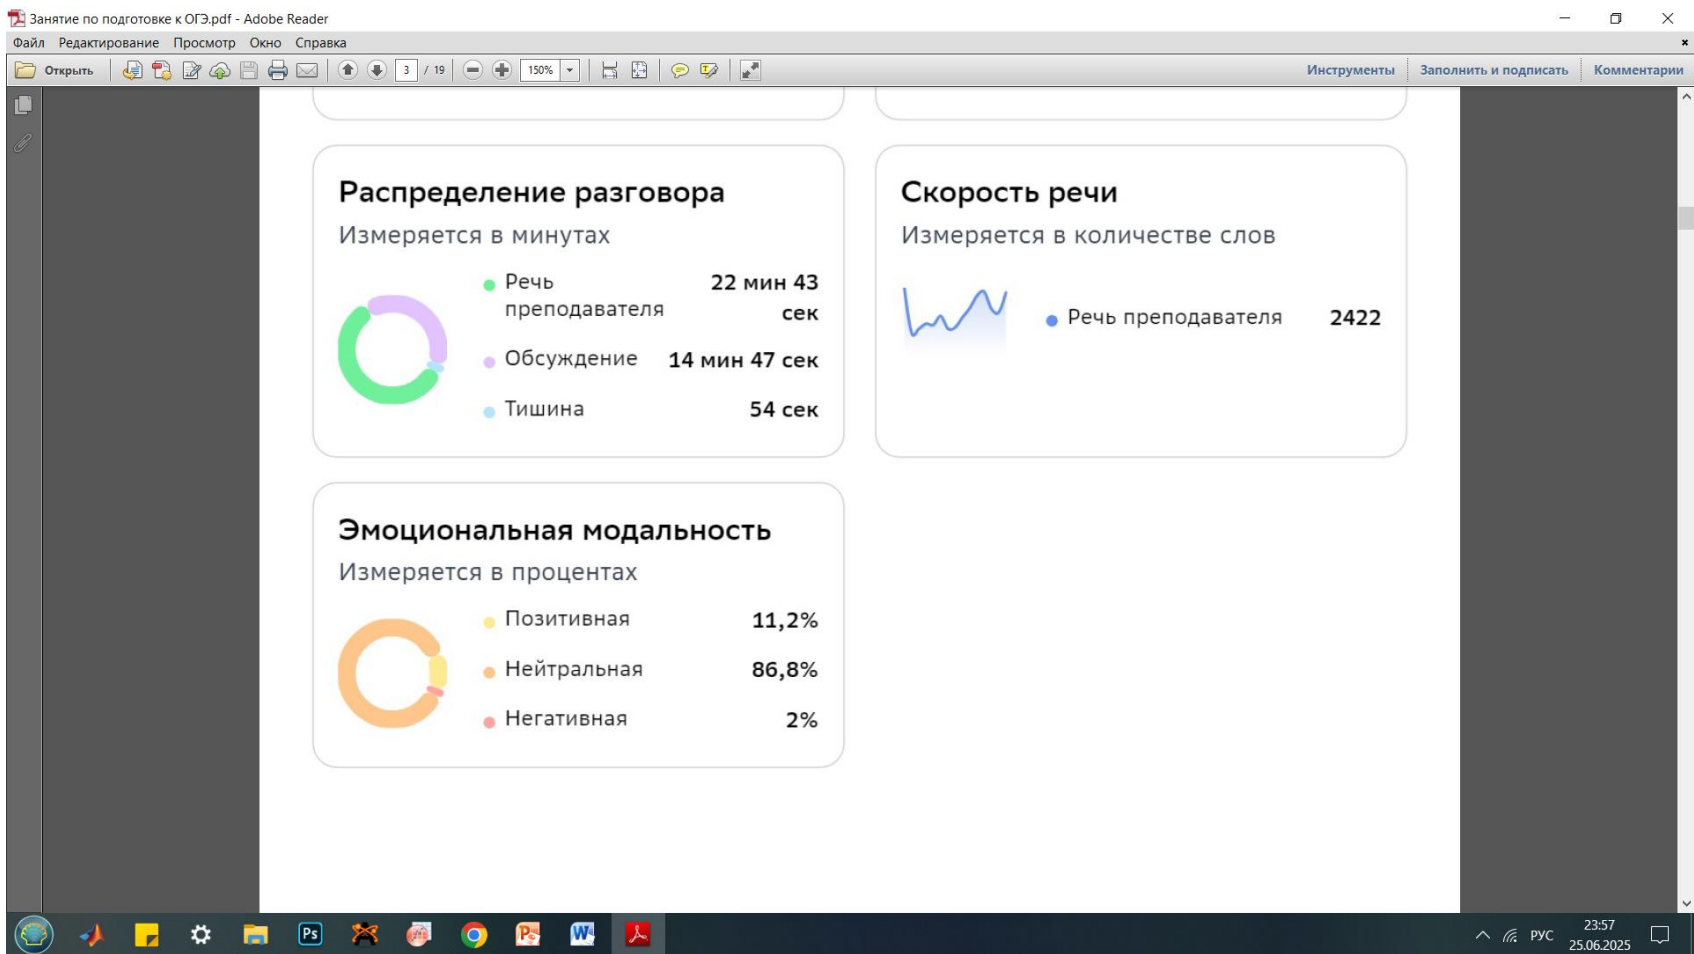 Занятие по подготовке к ОГЭ.pdf - Adobe Reader
Файл Редактирование Просмотр Окно Справка
Открыть 3 / 19 150% Инструменты Заполнить и подписать Комментарии
Распределение разговора
Измеряется в минутах
Речь преподавателя
22 мин 43 сек
Обсуждение 14 мин 47 сек
Тишина 54 сек
Скорость речи
Измеряется в количестве слов
Речь преподавателя 2422
Эмоциональная модальность
Измеряется в процентах
Позитивная 11,2%
Нейтральная 86,8%
Негативная 2%
Ps
РУС
23:57
25.06.2025